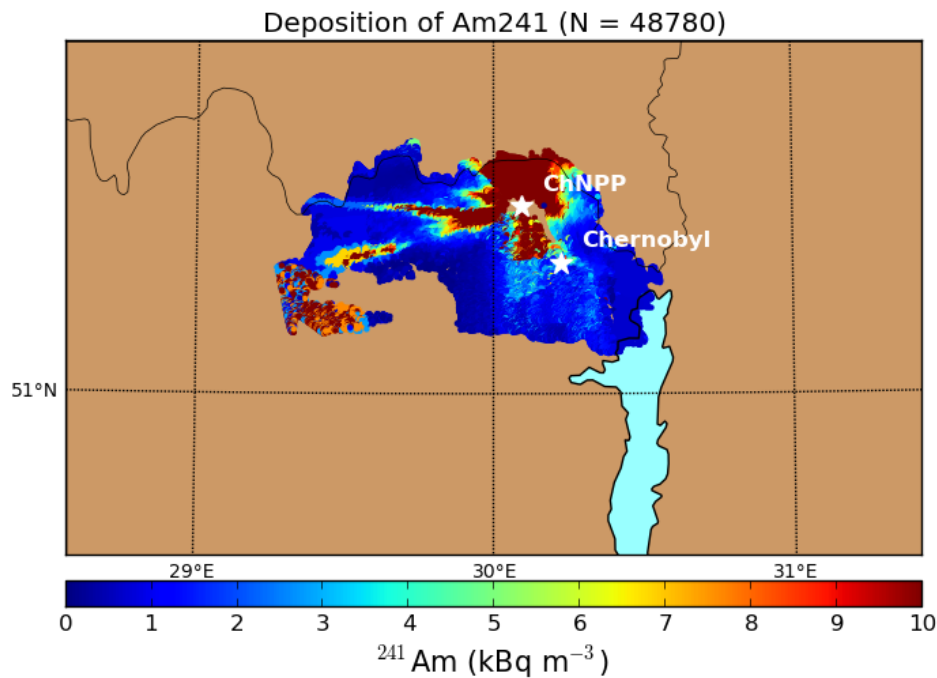 Deposition of Am241 (N = 48780)
ChNPP
Chernobyl
51°N
29°E 30°E 31°E
0 1 2 3 4 5 6 7 8 9 10
²⁴¹Am (kBq m⁻³)